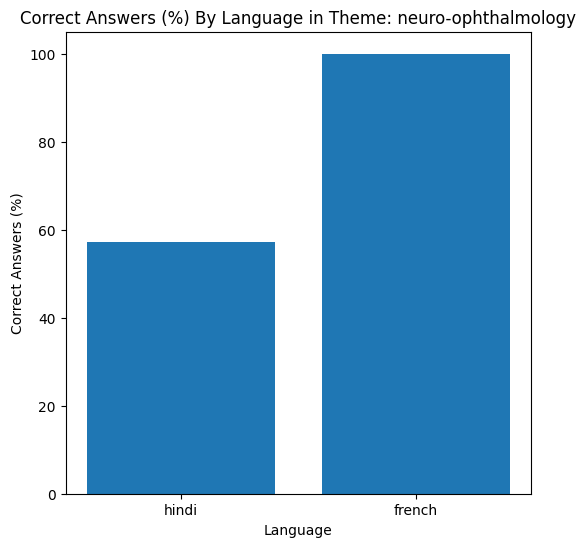 Correct Answers (%) By Language in Theme: neuro-ophthalmology
Correct Answers (%)
100
80
60
40
20
0
hindi french
Language